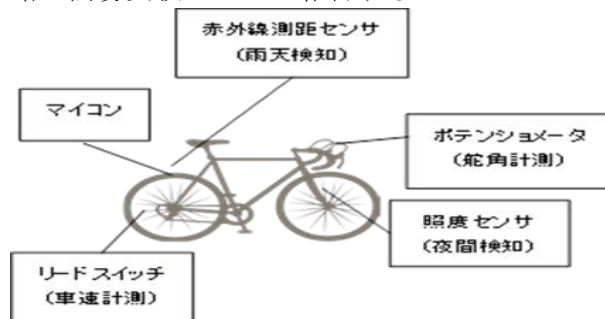 赤外線測距センサ
(雨天検知)
マイコン
ポテンショメータ
(舵角計測)
照度センサ
(夜間検知)
リードスイッチ
(車速計測)